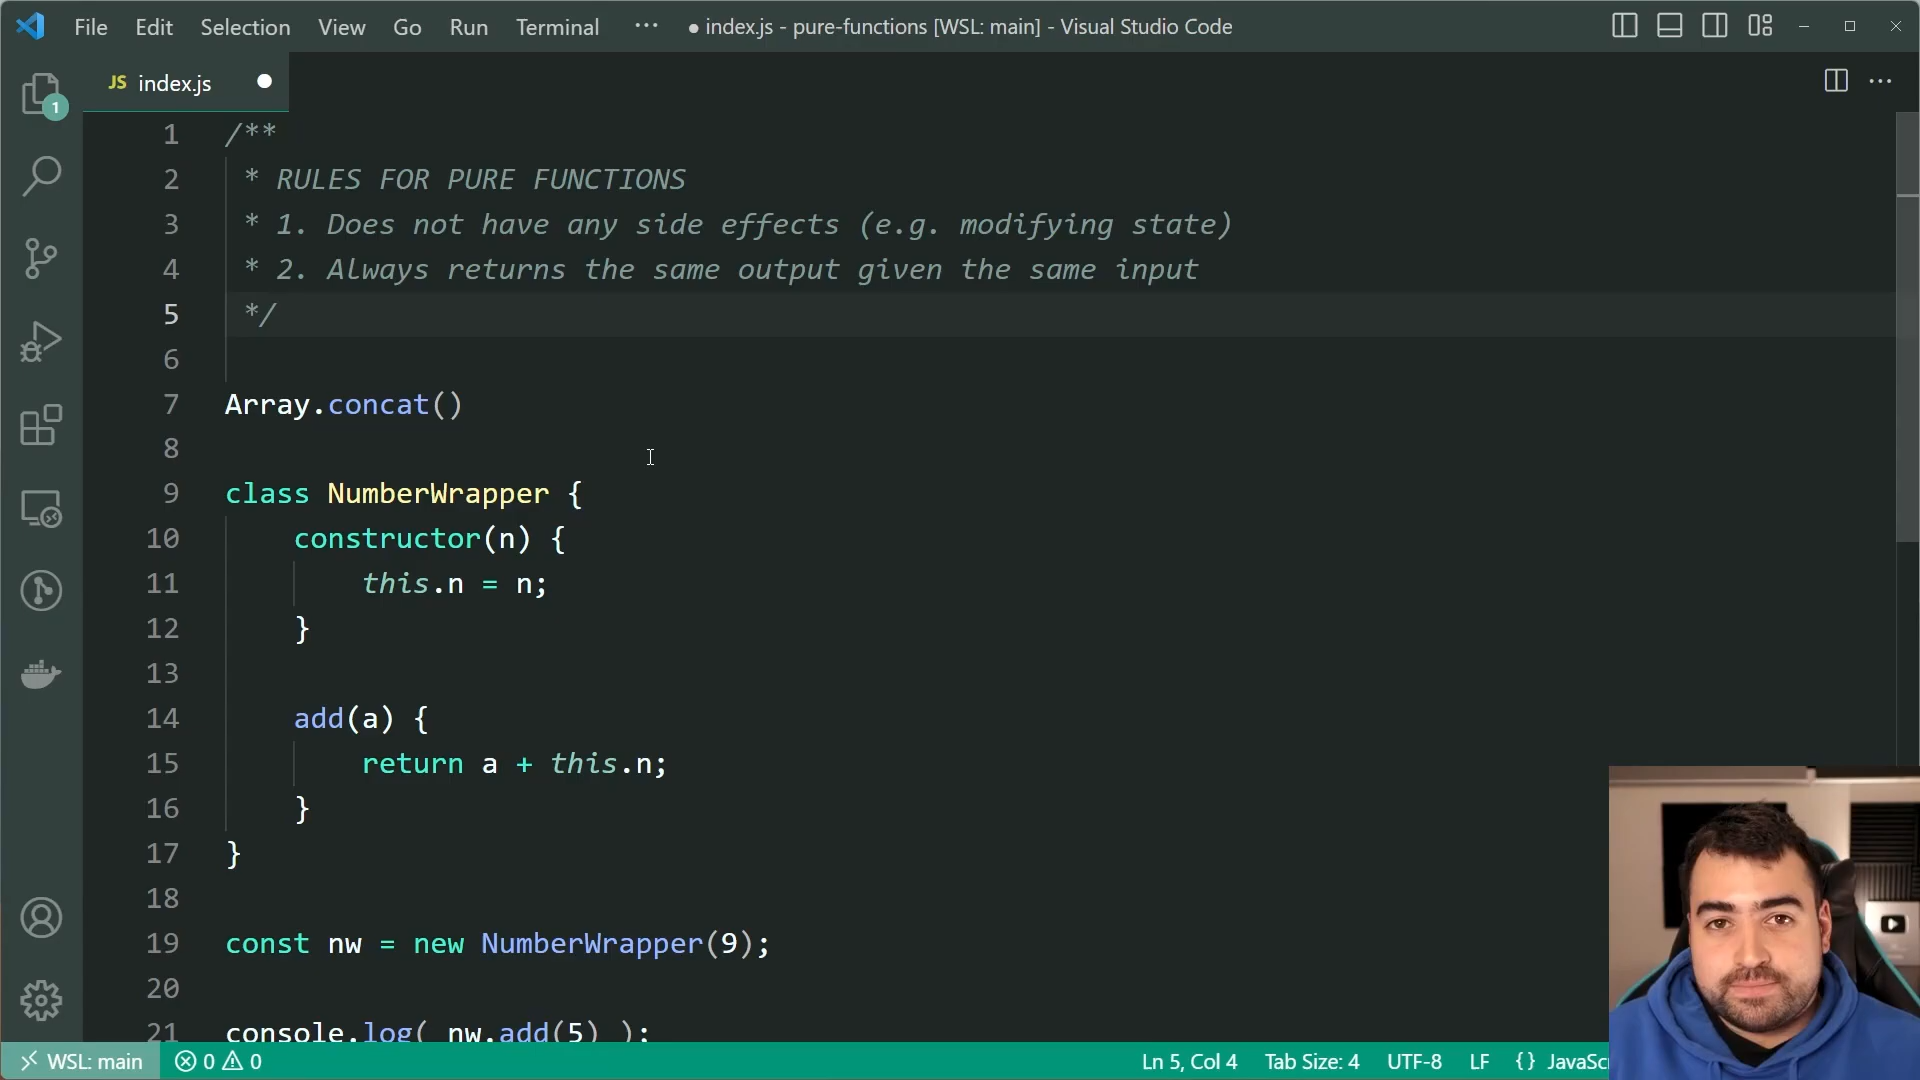 File Edit Selection View Go Run Terminal ··· ● index.js - pure-functions [WSL: main] - Visual Studio Code
JS index.js ●
1
1 /**
2 * RULES FOR PURE FUNCTIONS
3 * 1. Does not have any side effects (e.g. modifying state)
4 * 2. Always returns the same output given the same input
5 */
6
7 Array.concat()
8
9 class NumberWrapper {
10 constructor(n) {
11 this.n = n;
12 }
13
14 add(a) {
15 return a + this.n;
16 }
17 }
18
19 const nw = new NumberWrapper(9);
20
21 console.log( nw.add(5) );
WSL: main 0 0 Ln 5, Col 4 Tab Size: 4 UTF-8 LF {} JavaScr